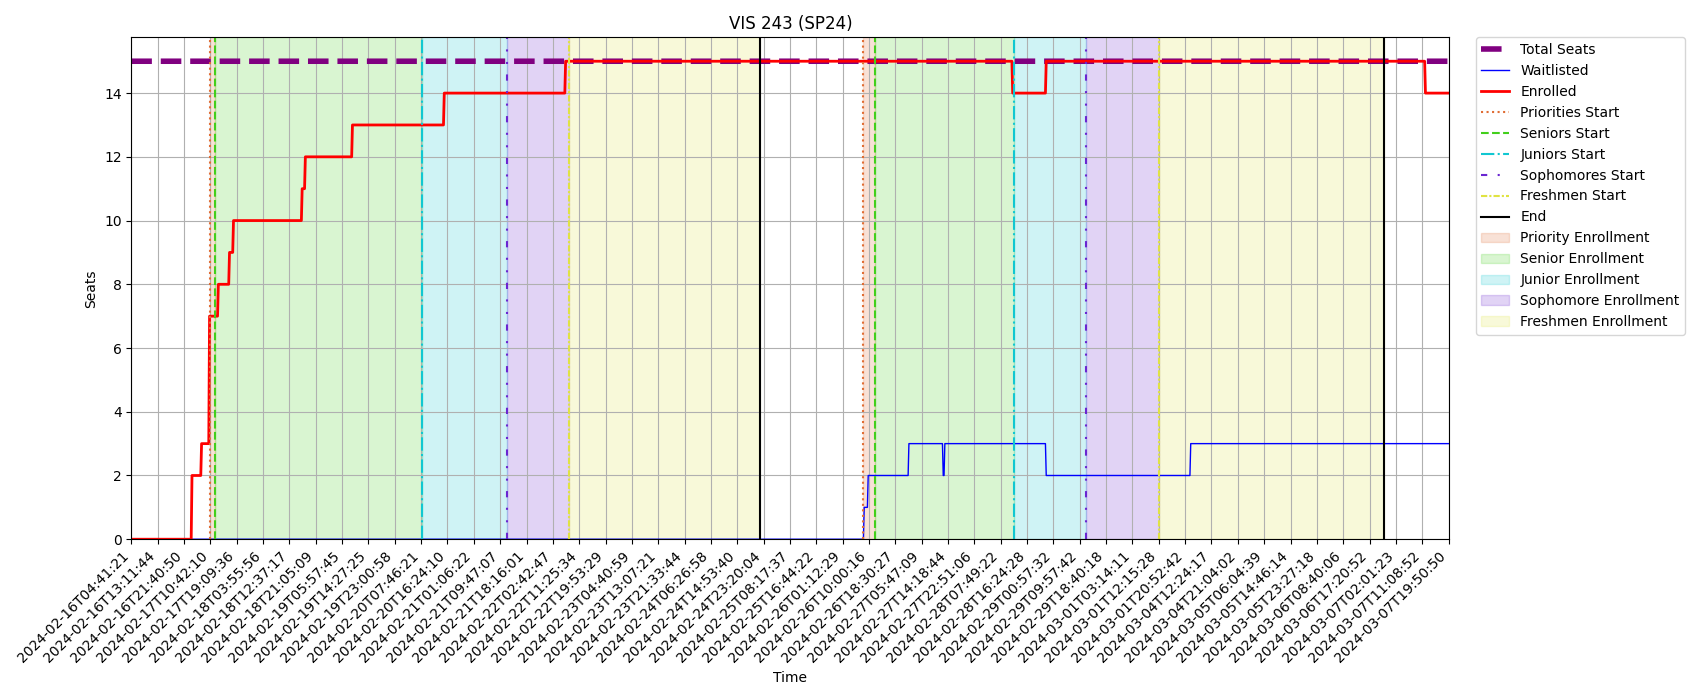 VIS 243 (SP24)
Seats
14
12
10
8
6
4
2
0
2024-02-16T04:41:21
2024-02-16T13:11:44
2024-02-16T21:40:50
2024-02-17T10:42:10
2024-02-17T19:09:36
2024-02-18T03:55:56
2024-02-18T12:37:17
2024-02-18T21:05:09
2024-02-19T05:57:45
2024-02-19T14:27:25
2024-02-19T23:00:58
2024-02-20T07:46:21
2024-02-20T16:24:10
2024-02-21T01:06:22
2024-02-21T09:47:07
2024-02-21T18:16:01
2024-02-22T02:42:47
2024-02-22T11:25:34
2024-02-22T19:53:29
2024-02-23T04:40:59
2024-02-23T13:07:21
2024-02-23T21:33:44
2024-02-24T06:26:58
2024-02-24T14:53:40
2024-02-24T23:20:04
2024-02-25T08:17:37
2024-02-25T16:44:22
2024-02-26T01:12:29
2024-02-26T10:00:16
2024-02-26T18:30:27
2024-02-27T05:47:09
2024-02-27T14:18:44
2024-02-27T22:51:06
2024-02-28T07:49:22
2024-02-28T16:24:28
2024-02-29T00:57:32
2024-02-29T09:57:42
2024-02-29T18:40:18
2024-03-01T03:14:11
2024-03-01T12:15:28
2024-03-01T20:52:42
2024-03-04T12:24:17
2024-03-04T21:04:02
2024-03-05T06:04:39
2024-03-05T14:46:14
2024-03-05T23:27:18
2024-03-06T08:40:06
2024-03-06T17:20:52
2024-03-07T02:01:23
2024-03-07T11:08:52
2024-03-07T19:50:50
Time
Total Seats
Waitlisted
Enrolled
Priorities Start
Seniors Start
Juniors Start
Sophomores Start
Freshmen Start
End
Priority Enrollment
Senior Enrollment
Junior Enrollment
Sophomore Enrollment
Freshmen Enrollment